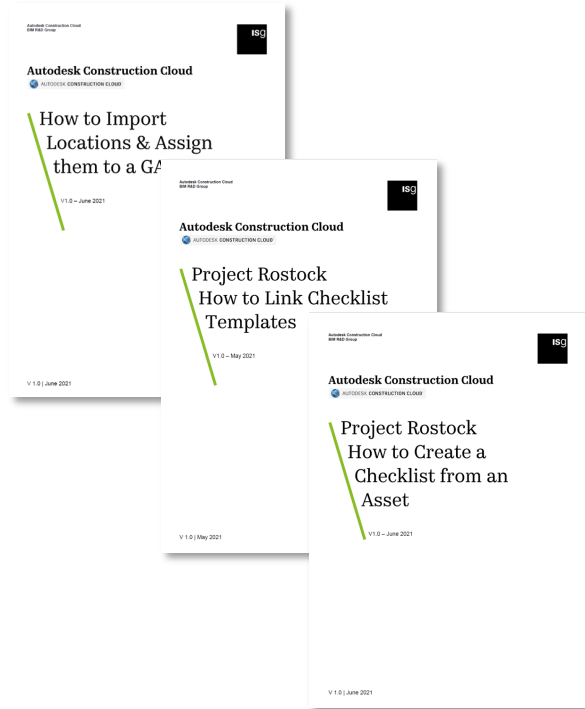 Autodesk Construction Cloud
BIM R&D Group
ISG
Autodesk Construction Cloud
AUTODESK CONSTRUCTION CLOUD
How to Import
Locations & Assign
them to a GA
V1.0 – June 2021
V 1.0 | June 2021
Autodesk Construction Cloud
BIM R&D Group
ISG
Autodesk Construction Cloud
AUTODESK CONSTRUCTION CLOUD
Project Rostock
How to Link Checklist
Templates
V1.0 – May 2021
V 1.0 | May 2021
Autodesk Construction Cloud
BIM R&D Group
ISG
Autodesk Construction Cloud
AUTODESK CONSTRUCTION CLOUD
Project Rostock
How to Create a
Checklist from an
Asset
V1.0 – June 2021
V 1.0 | June 2021